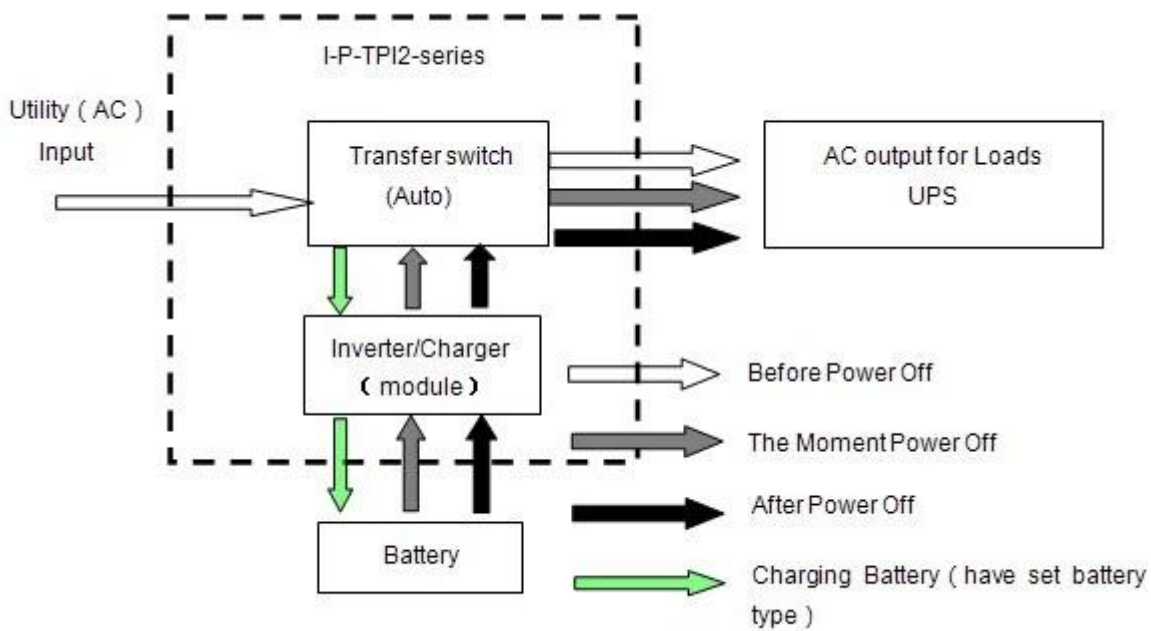 I-P-TPI2-series
Utility（AC）
Input
Transfer switch
(Auto)
AC output for Loads
UPS
Inverter/Charger
（module）
Before Power Off
The Moment Power Off
After Power Off
Battery
Charging Battery（have set battery
type）